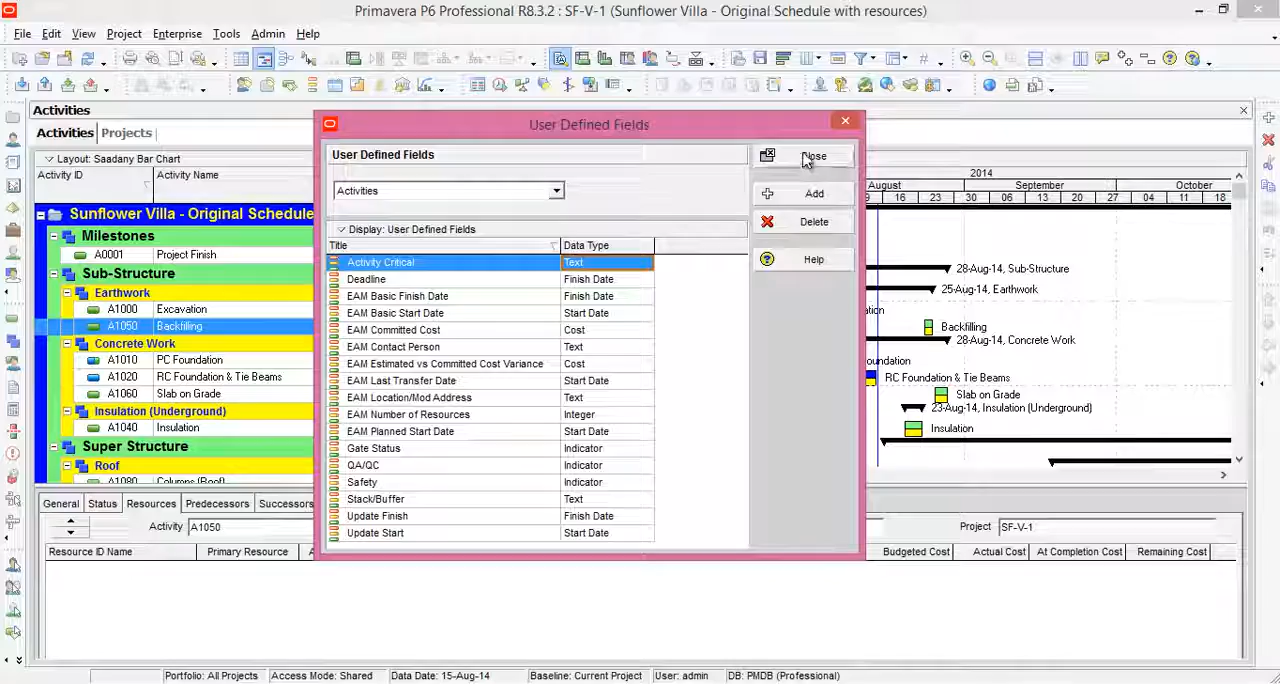 Primavera P6 Professional R8.3.2 : SF-V-1 (Sunflower Villa - Original Schedule with resources)
File Edit View Project Enterprise Tools Admin Help
Activities
Activities Projects
Layout: Saadany Bar Chart
Activity ID Activity Name
Sunflower Villa - Original Schedule
Milestones
A0001 Project Finish
Sub-Structure
Earthwork
A1000 Excavation
A1050 Backfilling
Concrete Work
A1010 PC Foundation
A1020 RC Foundation & Tie Beams
A1060 Slab on Grade
Insulation (Underground)
A1040 Insulation
Super Structure
Roof
A1080 Columns (Roof)
User Defined Fields
User Defined Fields
Activities
Display: User Defined Fields
Title Data Type
Activity Critical Text
Deadline Finish Date
EAM Basic Finish Date Finish Date
EAM Basic Start Date Start Date
EAM Committed Cost Cost
EAM Contact Person Text
EAM Estimated vs Committed Cost Variance Cost
EAM Last Transfer Date Start Date
EAM Location/Mod Address Text
EAM Number of Resources Integer
EAM Planned Start Date Start Date
Gate Status Indicator
QA/QC Indicator
Safety Indicator
Stack/Buffer Text
Update Finish Finish Date
Update Start Start Date
Close
Add
Delete
Help
2014
August September October
16 23 30 06 13 20 27 04 11 18
28-Aug-14, Sub-Structure
25-Aug-14, Earthwork
Backfilling
28-Aug-14, Concrete Work
RC Foundation & Tie Beams
Slab on Grade
23-Aug-14, Insulation (Underground)
Insulation
General Status Resources Predecessors Successors
Activity A1050 Project SF-V-1
Resource ID Name Primary Resource Budgeted Cost Actual Cost At Completion Cost Remaining Cost
Portfolio: All Projects Access Mode: Shared Data Date: 15-Aug-14 Baseline: Current Project User: admin DB: PMDB (Professional)